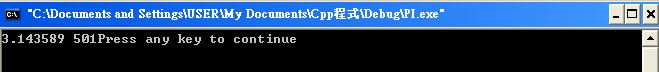 "C:\Documents and Settings\USER\My Documents\Cpp程式\Debug\PI.exe"
3.143589 501Press any key to continue